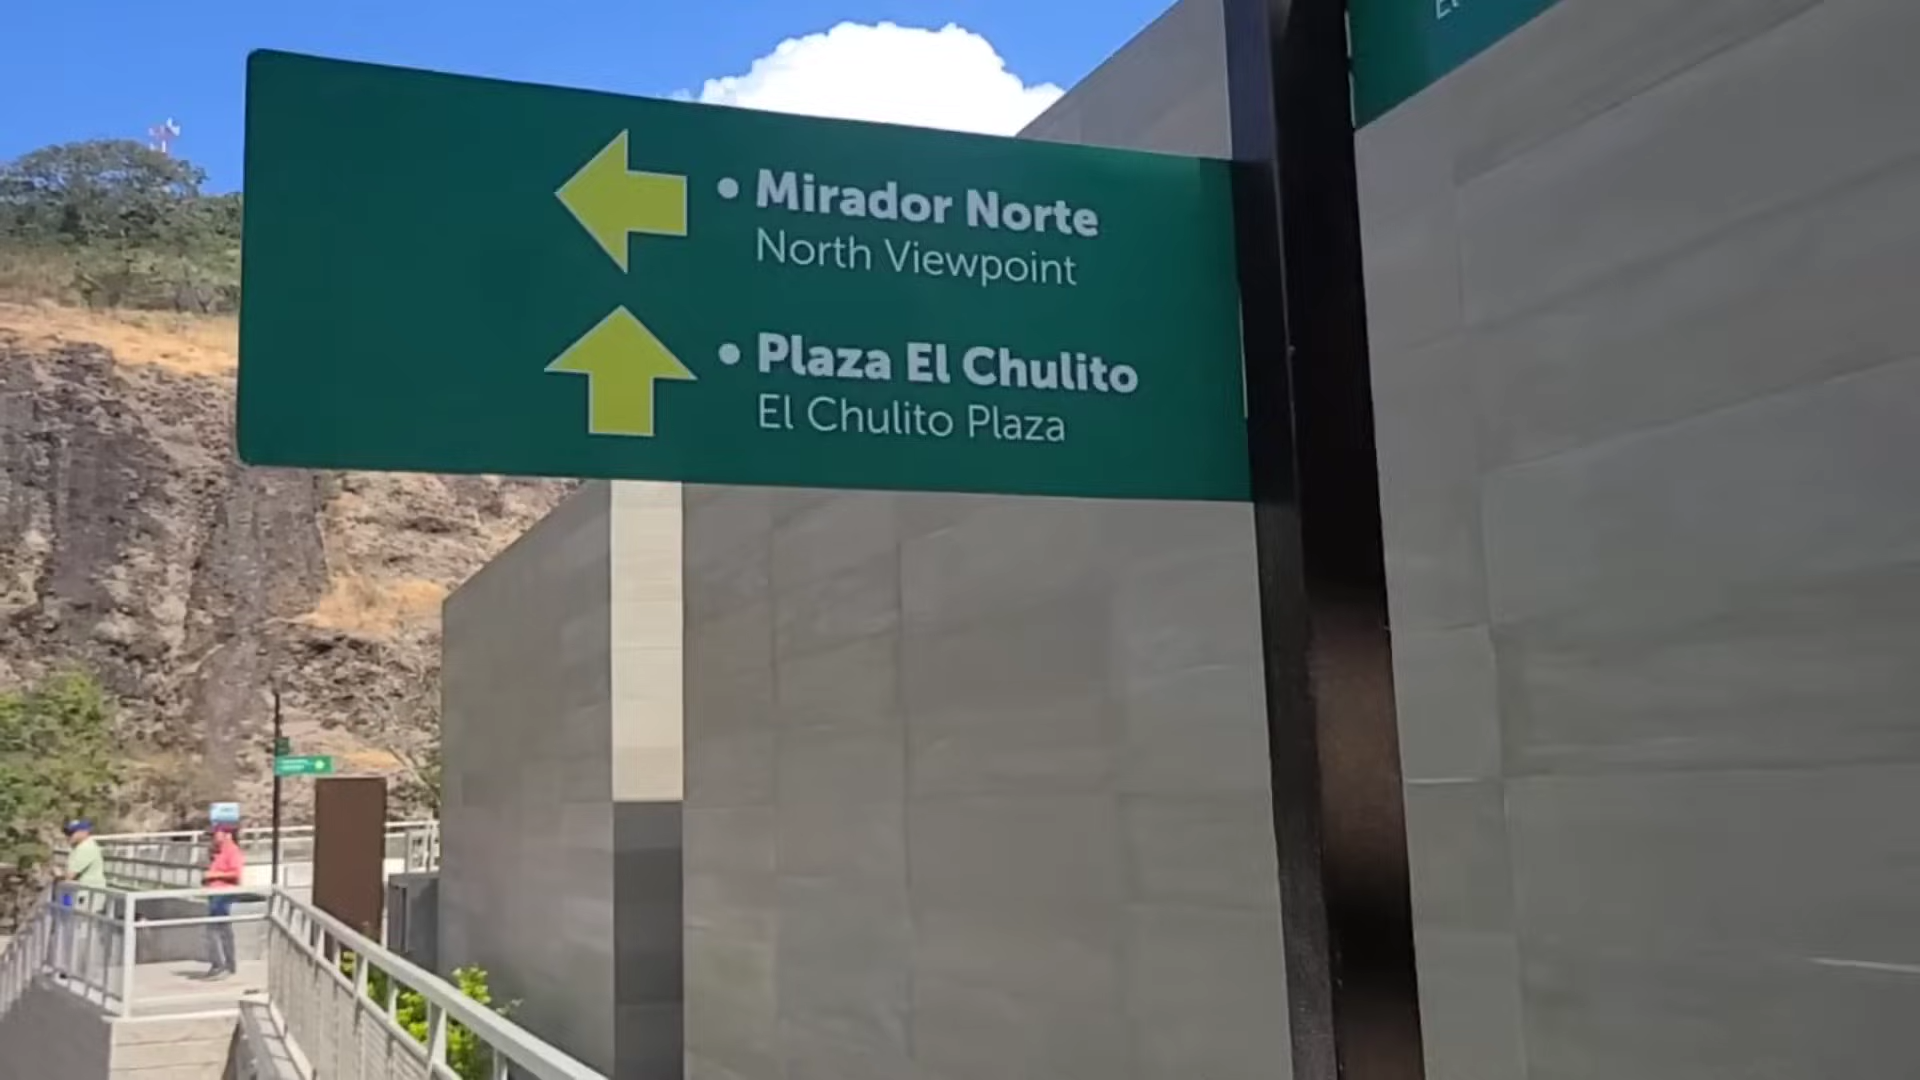 • Mirador Norte
North Viewpoint
• Plaza El Chulito
El Chulito Plaza